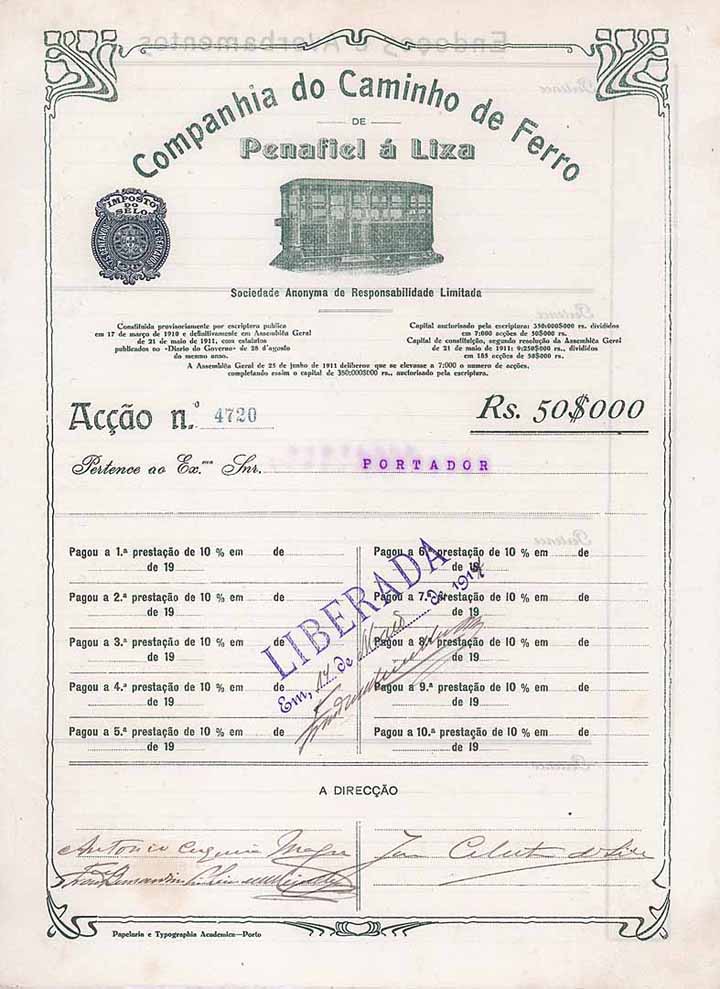 Companhia do Caminho de Ferro
DE
Penafiel á Lixa
IMPOSTO
DO
SELO
Sociedade Anonyma de Responsabilidade Limitada
Constituida provisoriamente por escriptura publica
em 17 de março de 1910 e definitivamente em Assembléa Geral
de 21 de maio de 1911, com estatutos
publicados no «Diario do Governo» de 28 d'agosto
do mesmo anno.
Capital auctorisado pela escriptura: 350:000$000 rs. divididos
em 7:000 acções de 50$000 rs.
Capital de constituição, segundo resolução da Assembléa Geral
de 21 de maio de 1911: 9:250$000 rs., divididos
em 185 acções de 50$000 rs.
A Assembléa Geral de 25 de junho de 1911 deliberou que se elevasse a 7:000 o numero de acções,
completando assim o capital de 350:000$000 rs., auctorisado pela escriptura.
Acção n.º 4720
Rs. 50$000
Pertence ao Ex.mo Snr. PORTADOR
Pagou a 1.ª prestação de 10 % em de
de 19
Pagou a 2.ª prestação de 10 % em de
de 19
Pagou a 3.ª prestação de 10 % em de
de 19
Pagou a 4.ª prestação de 10 % em de
de 19
Pagou a 5.ª prestação de 10 % em de
de 19
Pagou a 6.ª prestação de 10 % em de
de 19
Pagou a 7.ª prestação de 10 % em de
de 19
Pagou a 8.ª prestação de 10 % em de
de 19
Pagou a 9.ª prestação de 10 % em de
de 19
Pagou a 10.ª prestação de 10 % em de
de 19
LIBERADA
Em, 14 de Maio de 1914
A DIRECÇÃO
Antonio
Papelaria e Typographia Academica—Porto